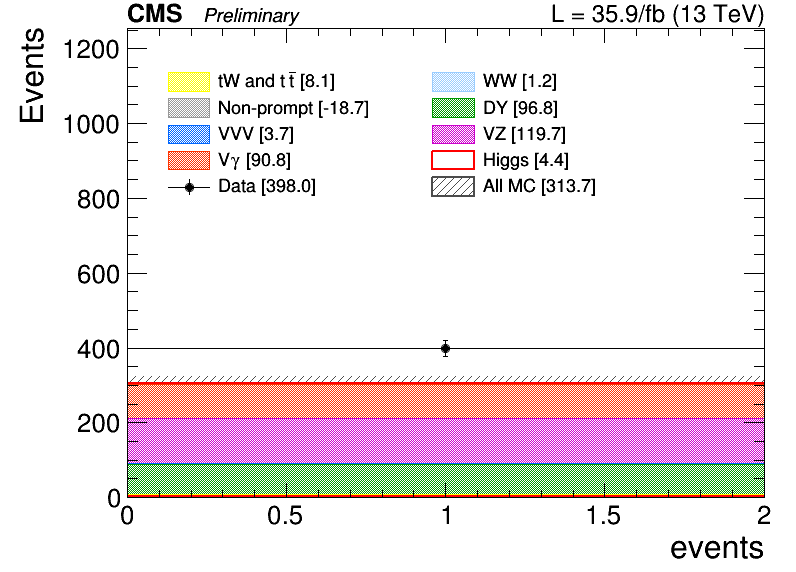 CMS Preliminary L = 35.9/fb (13 TeV)
Events
1200
1000
800
600
400
200
0
tW and t t̅ [8.1]
WW [1.2]
Non-prompt [-18.7]
DY [96.8]
VVV [3.7]
VZ [119.7]
Vγ [90.8]
Higgs [4.4]
Data [398.0]
All MC [313.7]
0 0.5 1 1.5 2
events